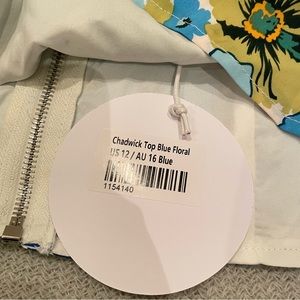 Chadwick Top Blue Floral
US 12 / AU 16 Blue
1154140